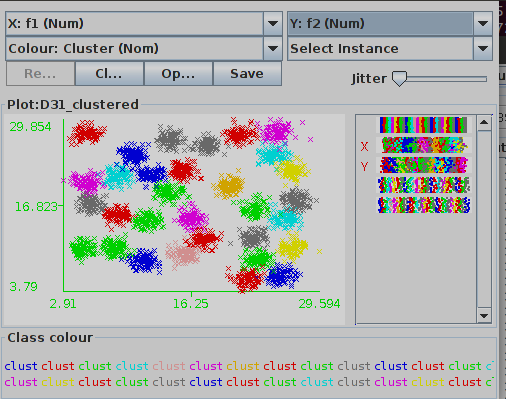 X: f1 (Num)
Y: f2 (Num)
Colour: Cluster (Nom)
Select Instance
Re...
Cl...
Op...
Save
Jitter
Plot:D31_clustered
29.854
16.823
3.79
2.91
16.25
29.594
X
Y
Class colour
clust clust clust clust clust clust clust clust clust clust clust clust clust
clust clust clust clust clust clust clust clust clust clust clust clust clust